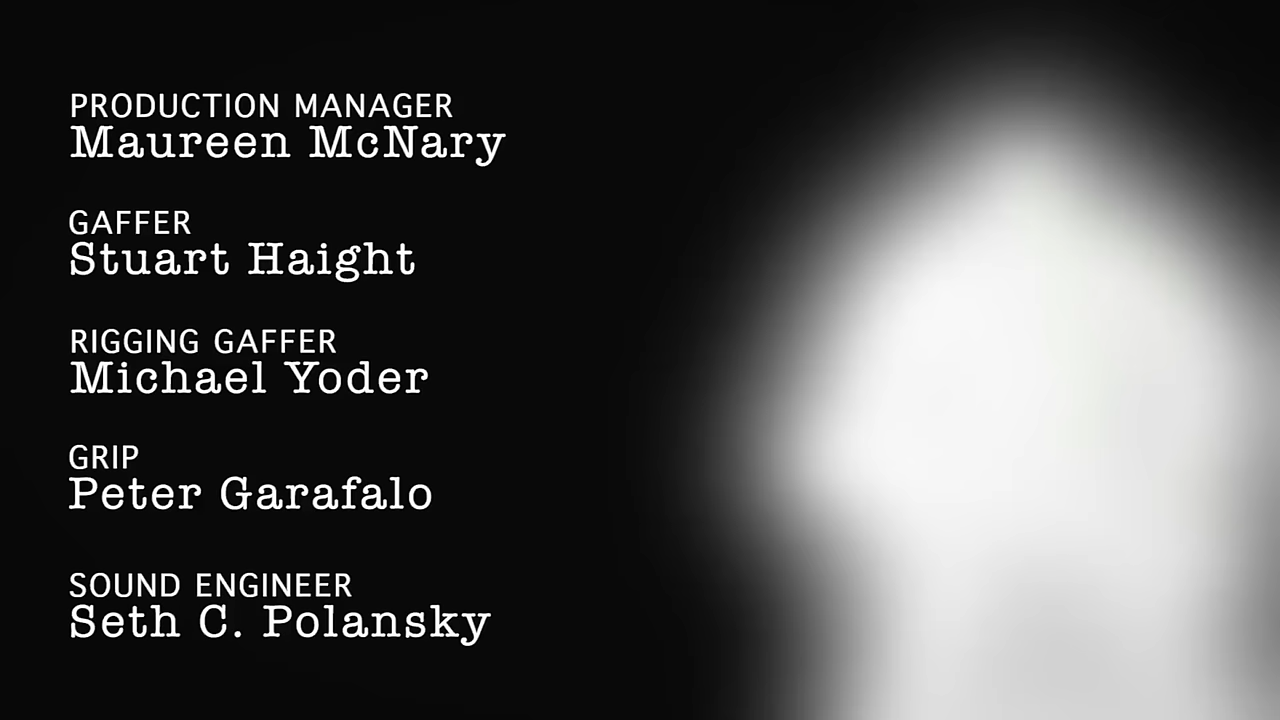 PRODUCTION MANAGER
Maureen McNary
GAFFER
Stuart Haight
RIGGING GAFFER
Michael Yoder
GRIP
Peter Garafalo
SOUND ENGINEER
Seth C. Polansky